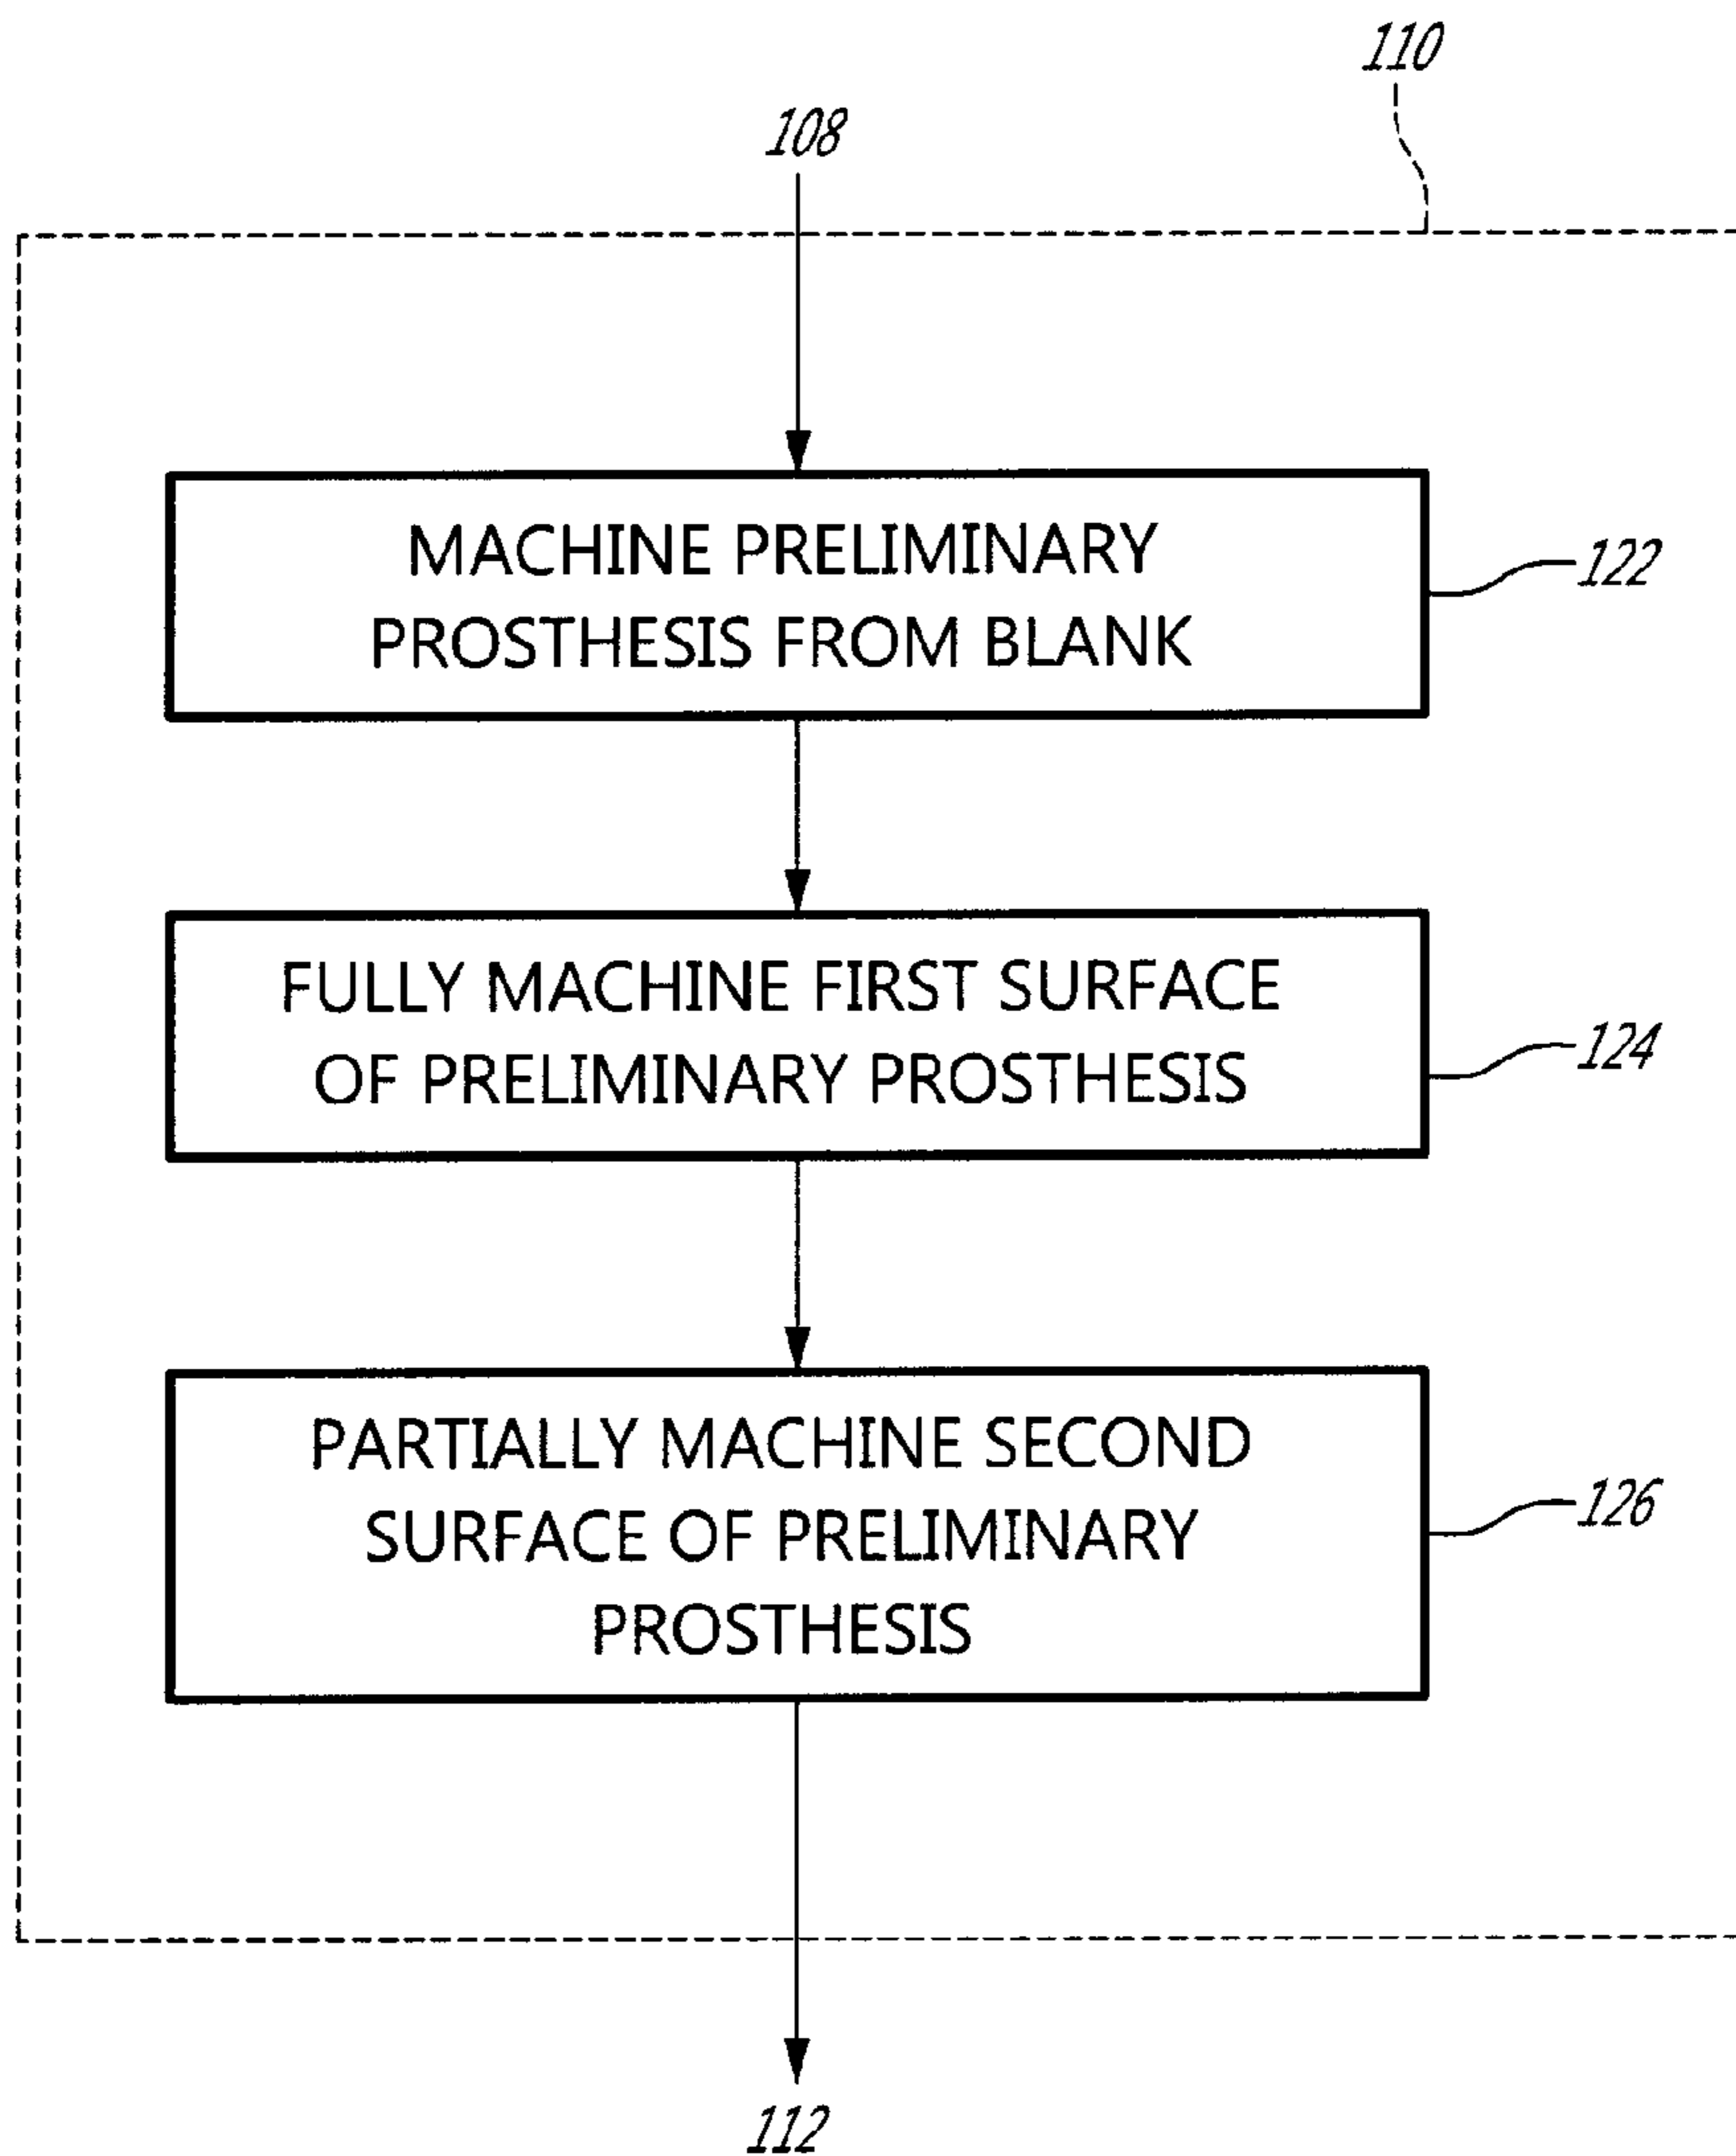 110
108
MACHINE PRELIMINARY
PROSTHESIS FROM BLANK
122
FULLY MACHINE FIRST SURFACE
OF PRELIMINARY PROSTHESIS
124
PARTIALLY MACHINE SECOND
SURFACE OF PRELIMINARY
PROSTHESIS
126
112